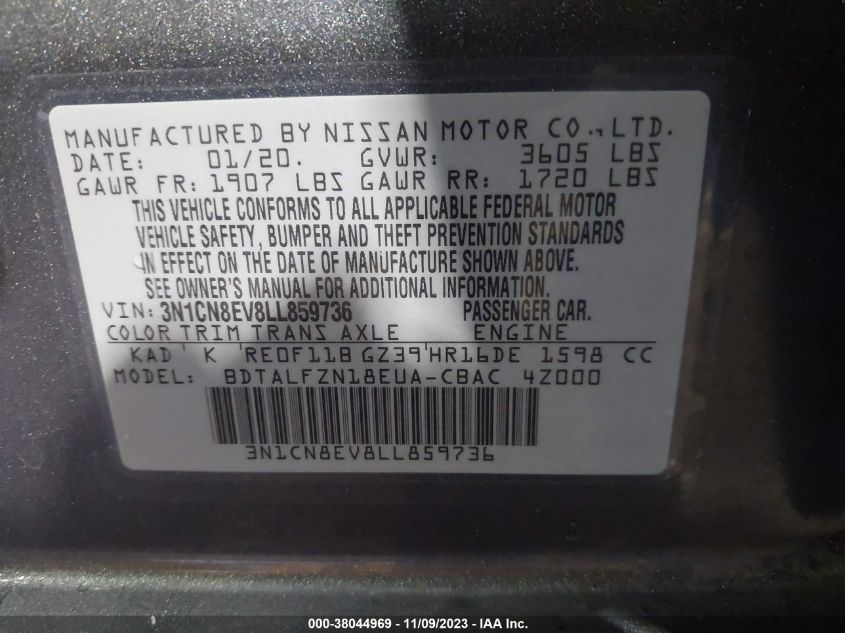 MANUFACTURED BY NISSAN MOTOR CO., LTD.
DATE: 01/20. GVWR: 3605 LBS
GAWR FR: 1907 LBS GAWR RR: 1720 LBS
THIS VEHICLE CONFORMS TO ALL APPLICABLE FEDERAL MOTOR
VEHICLE SAFETY, BUMPER AND THEFT PREVENTION STANDARDS
IN EFFECT ON THE DATE OF MANUFACTURE SHOWN ABOVE.
SEE OWNER'S MANUAL FOR ADDITIONAL INFORMATION.
VIN: 3N1CN8EV8LL859736 PASSENGER CAR.
COLOR TRIM TRANS AXLE ENGINE
KAD K RE0F11B GZ39 HR16DE 1598 CC
MODEL: BDTALFZN18EUA-CBAC 4Z000
3N1CN8EV8LL859736
000-38044969 - 11/09/2023 - IAA Inc.